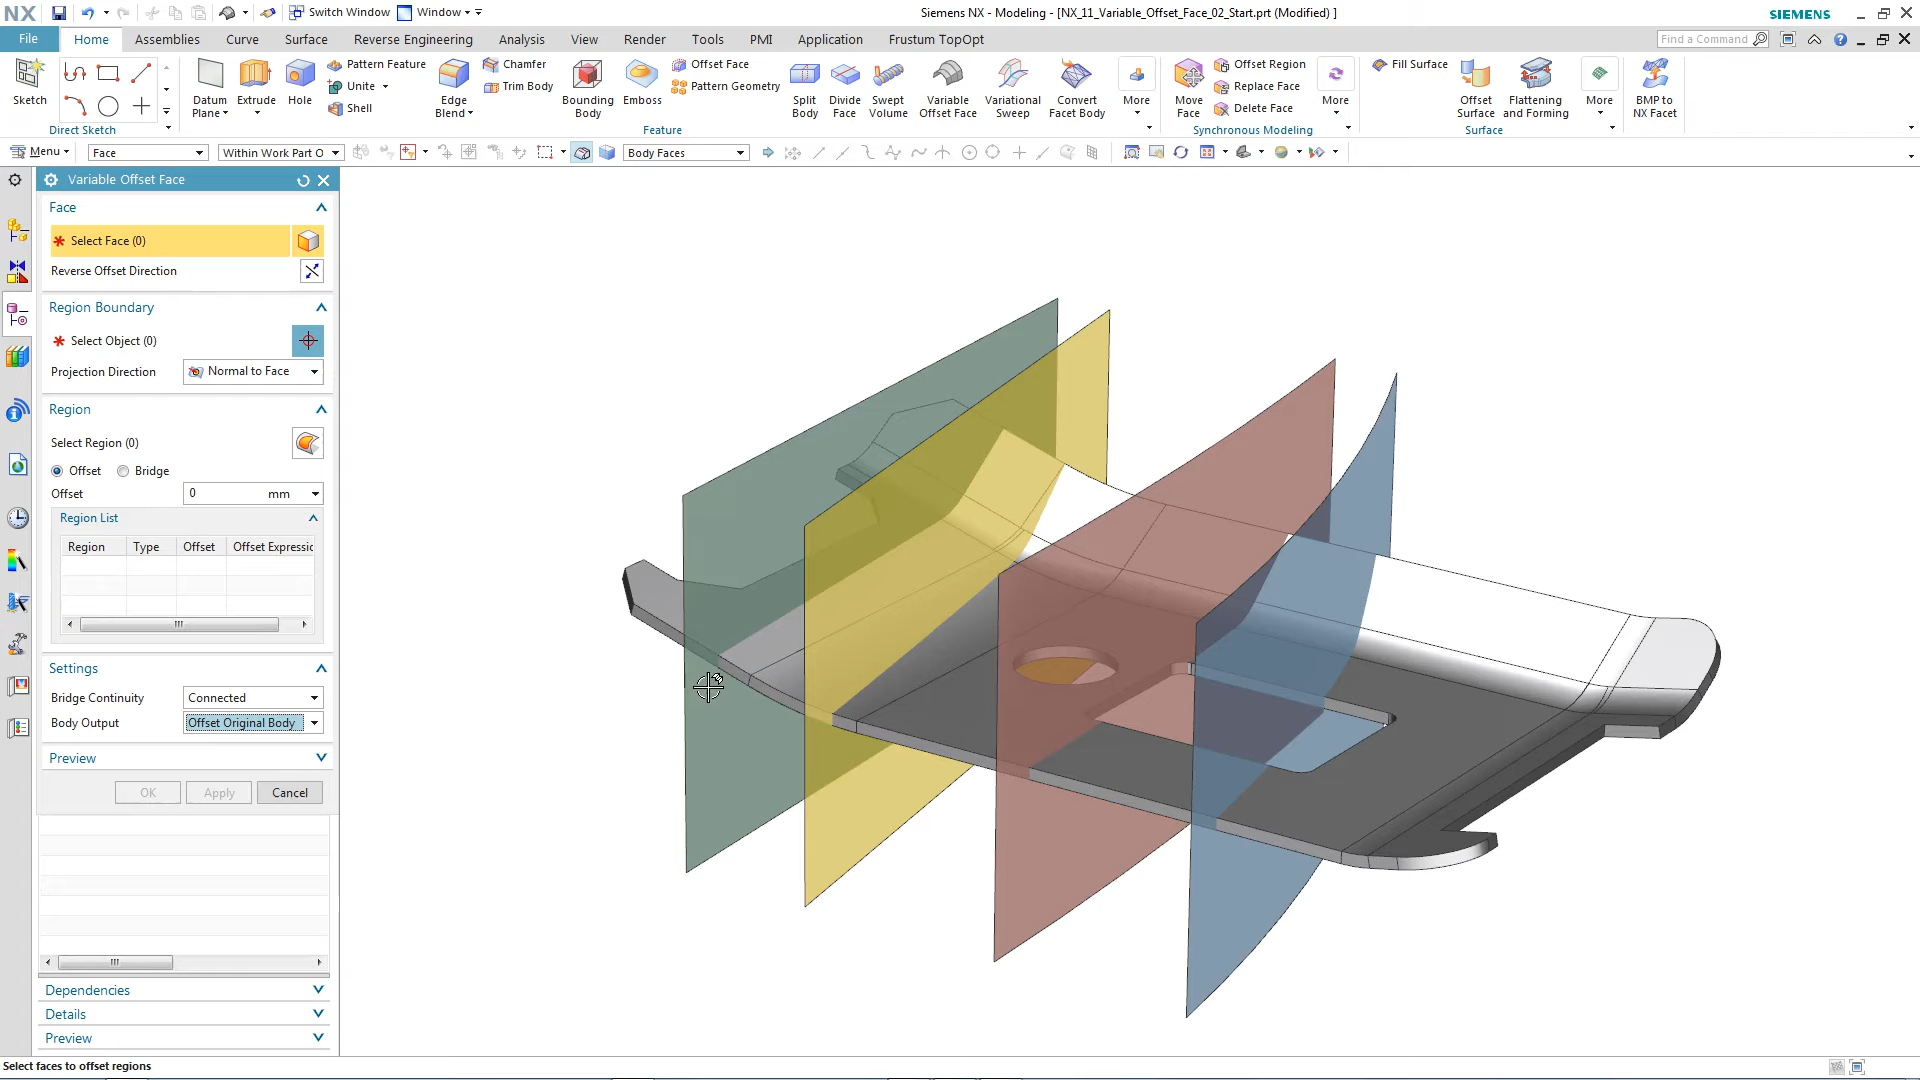 NX Switch Window Window Siemens NX - Modeling - [NX_11_Variable_Offset_Face_02_Start.prt (Modified) ] SIEMENS
File Home Assemblies Curve Surface Reverse Engineering Analysis View Render Tools PMI Application Frustum TopOpt Find a Command
Pattern Feature Chamfer Offset Face Offset Region Fill Surface
Unite Trim Body Pattern Geometry Replace Face
Shell Delete Face
Sketch Datum Plane Extrude Hole Edge Blend Bounding Body Emboss Split Body Divide Face Swept Volume Variable Offset Face Variational Sweep Convert Facet Body More Move Face More Offset Surface Flattening and Forming More BMP to NX Facet
Direct Sketch Feature Synchronous Modeling Surface
Menu Face Within Work Part O Body Faces
Variable Offset Face
Face
* Select Face (0)
Reverse Offset Direction
Region Boundary
* Select Object (0)
Projection Direction Normal to Face
Region
Select Region (0)
Offset Bridge
Offset 0 mm
Region List
Region Type Offset Offset Expressic
Settings
Bridge Continuity Connected
Body Output Offset Original Body
Preview
OK Apply Cancel
Dependencies
Details
Preview
Select faces to offset regions